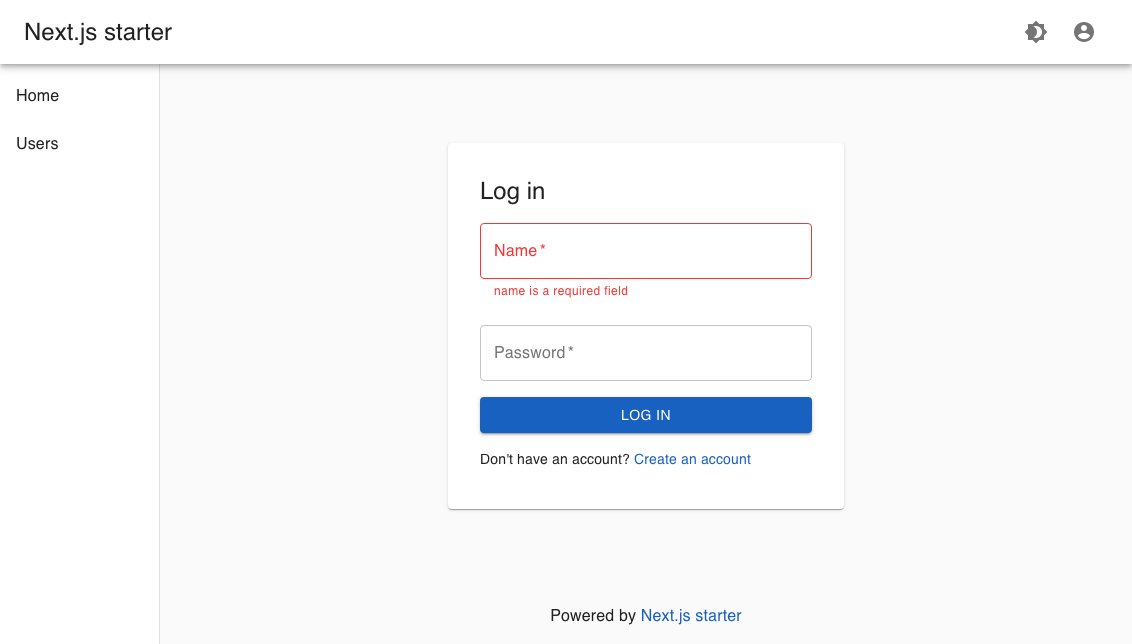 Next.js starter
Home
Users
Log in
Name *
name is a required field
Password *
LOG IN
Don't have an account? Create an account
Powered by Next.js starter